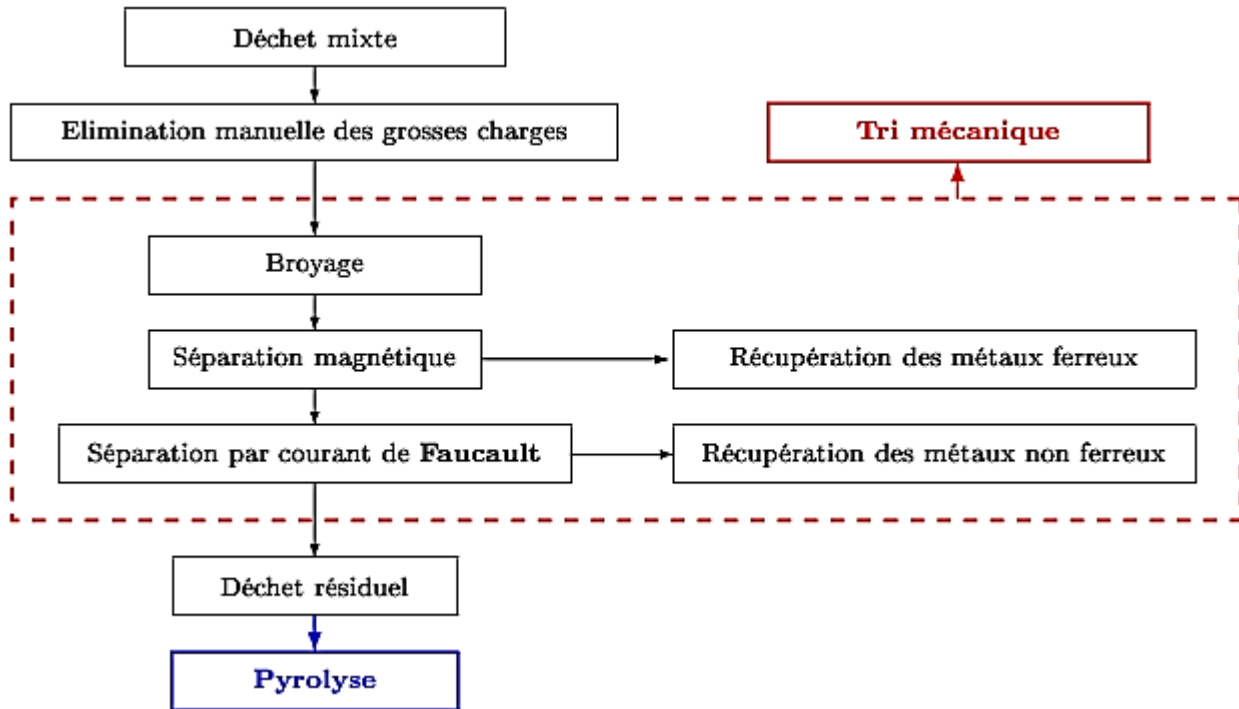 Déchet mixte
Elimination manuelle des grosses charges
Tri mécanique
Broyage
Séparation magnétique
Récupération des métaux ferreux
Séparation par courant de Faucault
Récupération des métaux non ferreux
Déchet résiduel
Pyrolyse